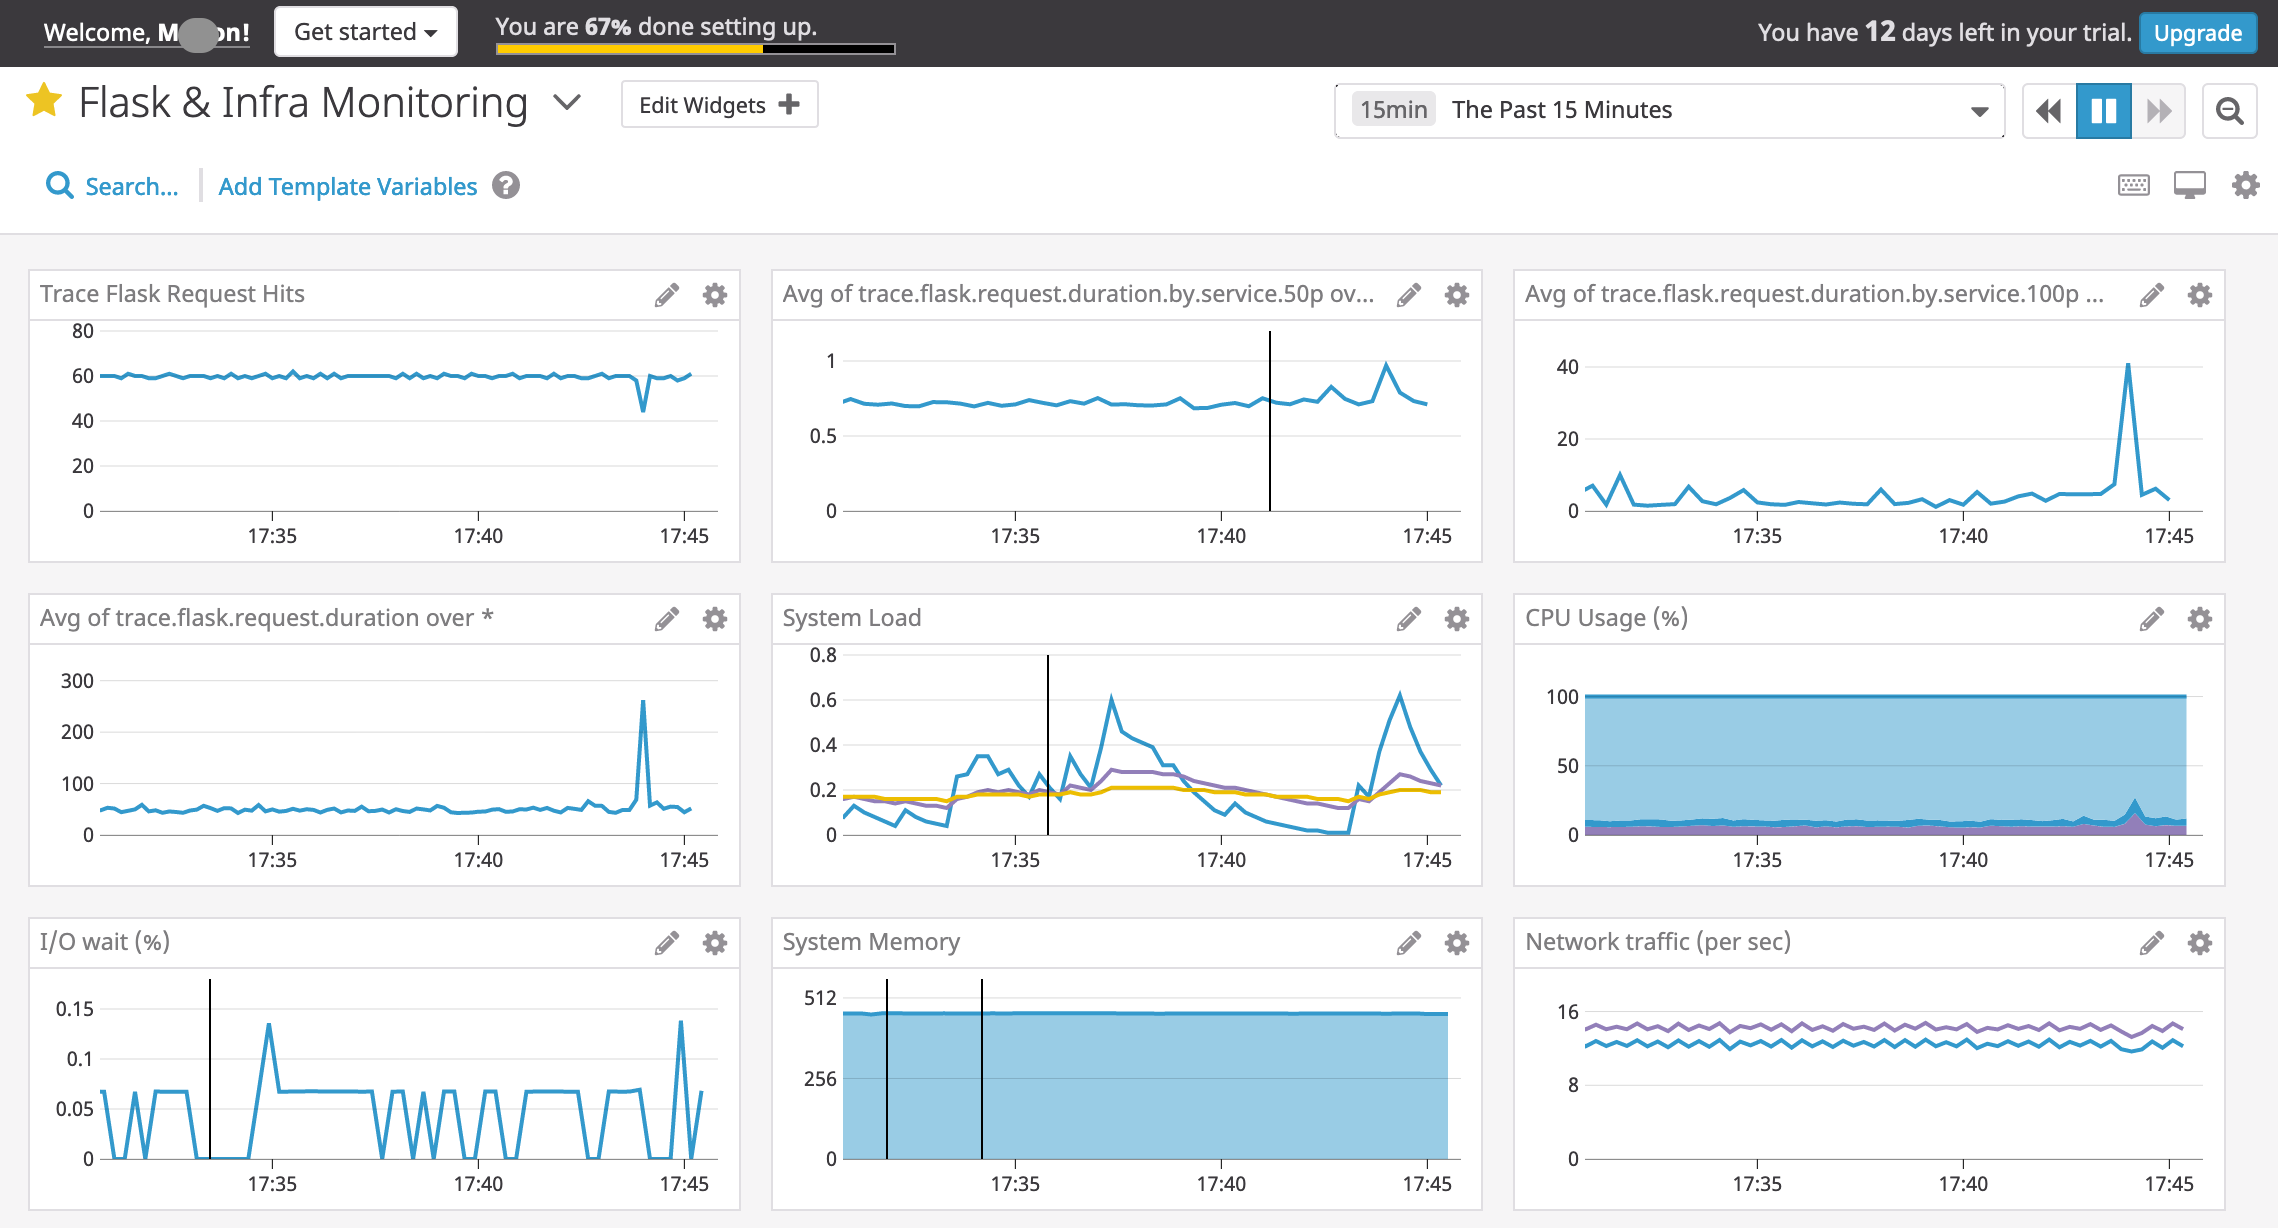 Welcome, M on!
Get started
You are 67% done setting up.
You have 12 days left in your trial.
Upgrade
Flask & Infra Monitoring
Edit Widgets +
15min The Past 15 Minutes
Search...
Add Template Variables ?
Trace Flask Request Hits
80
60
40
20
0
17:35 17:40 17:45
Avg of trace.flask.request.duration.by.service.50p ov...
1
0.5
0
17:35 17:40 17:45
Avg of trace.flask.request.duration.by.service.100p ...
40
20
0
17:35 17:40 17:45
Avg of trace.flask.request.duration over *
300
200
100
0
17:35 17:40 17:45
System Load
0.8
0.6
0.4
0.2
0
17:35 17:40 17:45
CPU Usage (%)
100
50
0
17:35 17:40 17:45
I/O wait (%)
0.15
0.1
0.05
0
17:35 17:40 17:45
System Memory
512
256
0
17:35 17:40 17:45
Network traffic (per sec)
16
8
0
17:35 17:40 17:45